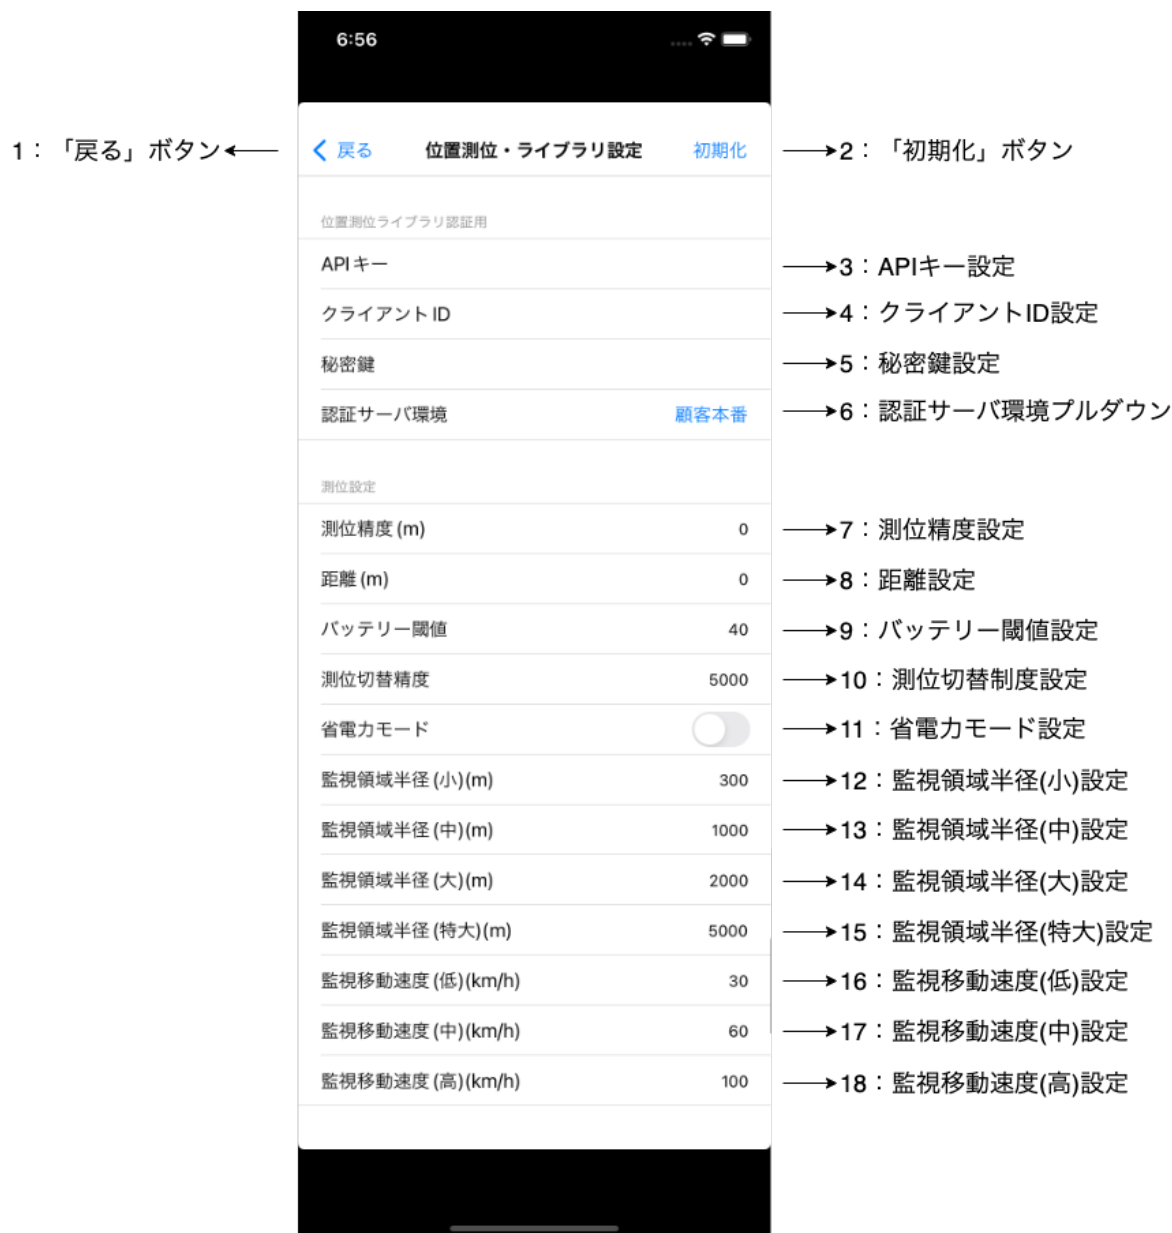 6:56
1：「戻る」ボタン
戻る
位置測位・ライブラリ設定
初期化
2：「初期化」ボタン
位置測位ライブラリ認証用
APIキー
3：APIキー設定
クライアントID
4：クライアントID設定
秘密鍵
5：秘密鍵設定
認証サーバ環境
顧客本番
6：認証サーバ環境プルダウン
測位設定
測位精度(m)
0
7：測位精度設定
距離(m)
0
8：距離設定
バッテリー閾値
40
9：バッテリー閾値設定
測位切替精度
5000
10：測位切替制度設定
省電力モード
11：省電力モード設定
監視領域半径(小)(m)
300
12：監視領域半径(小)設定
監視領域半径(中)(m)
1000
13：監視領域半径(中)設定
監視領域半径(大)(m)
2000
14：監視領域半径(大)設定
監視領域半径(特大)(m)
5000
15：監視領域半径(特大)設定
監視移動速度(低)(km/h)
30
16：監視移動速度(低)設定
監視移動速度(中)(km/h)
60
17：監視移動速度(中)設定
監視移動速度(高)(km/h)
100
18：監視移動速度(高)設定